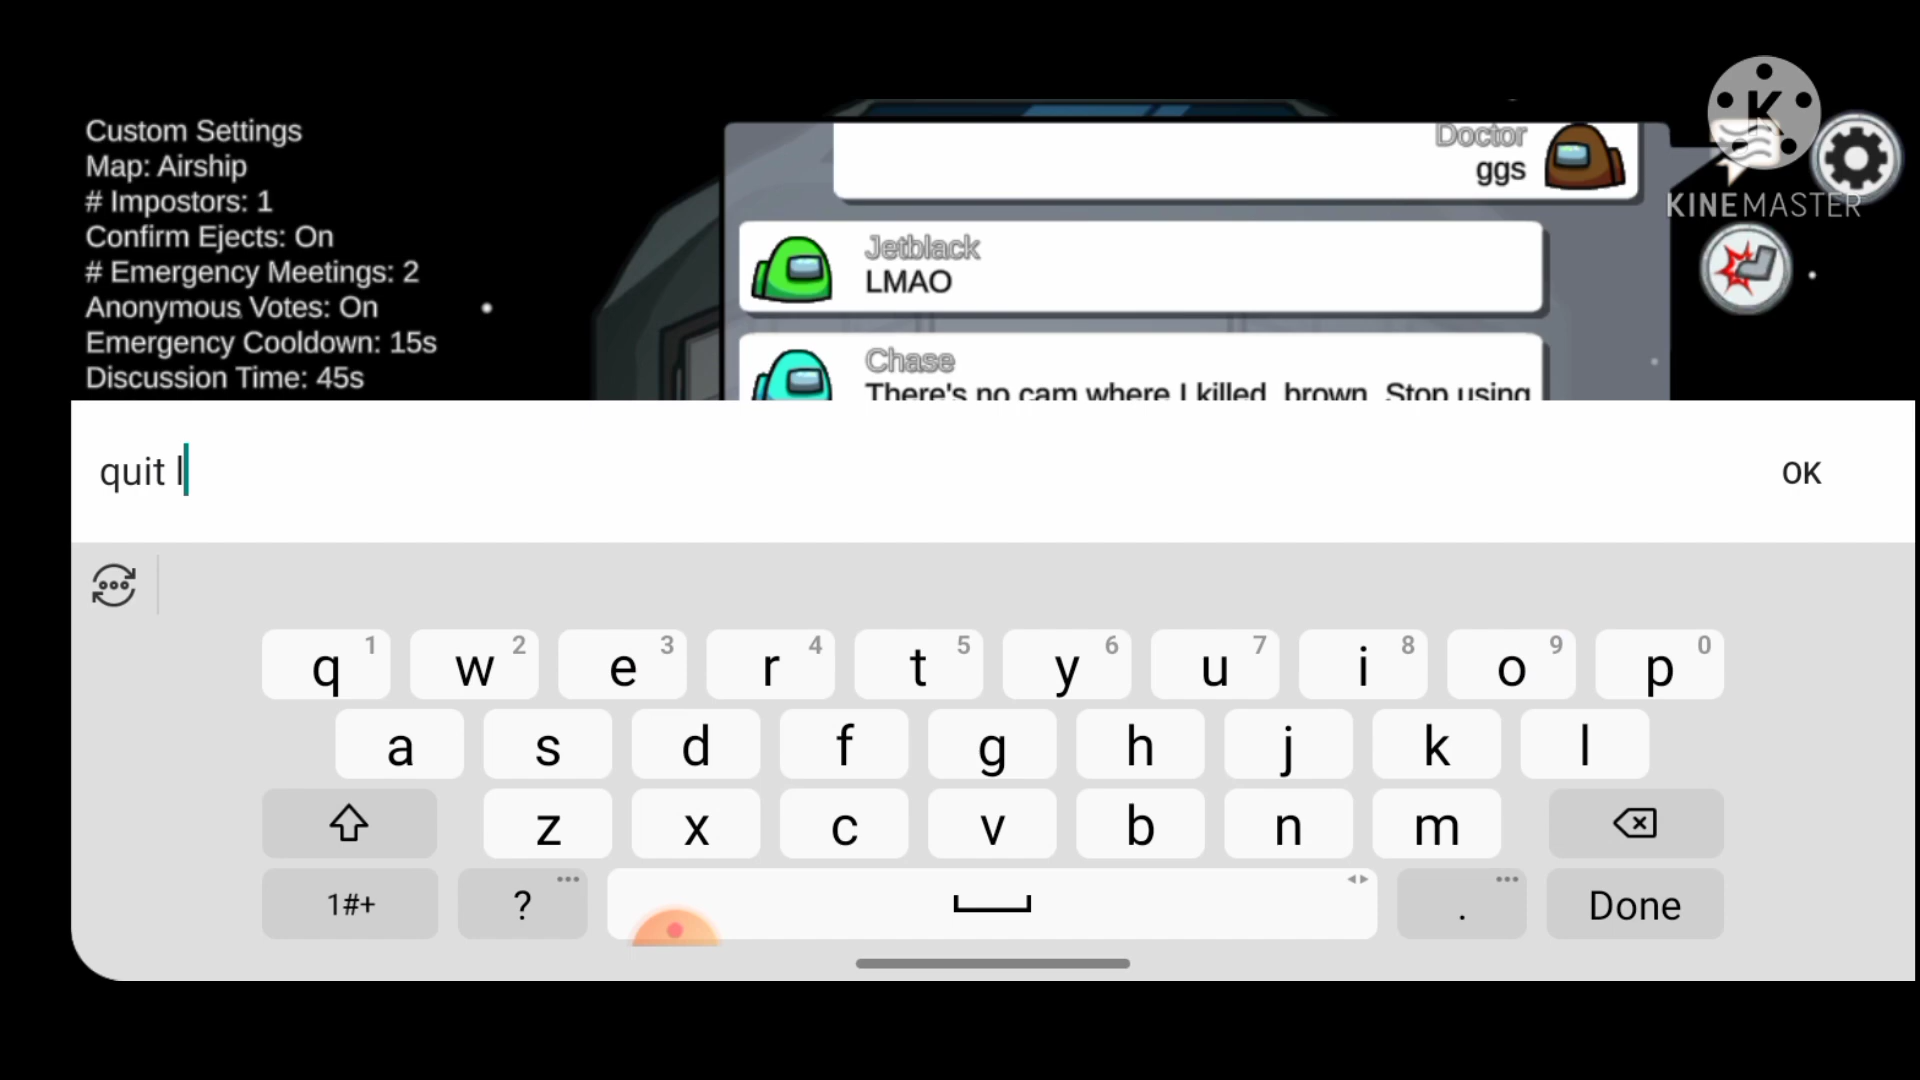 Custom Settings
Map: Airship
# Impostors: 1
Confirm Ejects: On
# Emergency Meetings: 2
Anonymous Votes: On
Emergency Cooldown: 15s
Discussion Time: 45s
Doctor
ggs
Jetblack
LMAO
Chase
There's no cam where I killed, brown. Stop using
K
KINEMASTER
quit l
OK
q 1 w 2 e 3 r 4 t 5 y 6 u 7 i 8 o 9 p 0
a s d f g h j k l
z x c v b n m
1#+ ? . Done